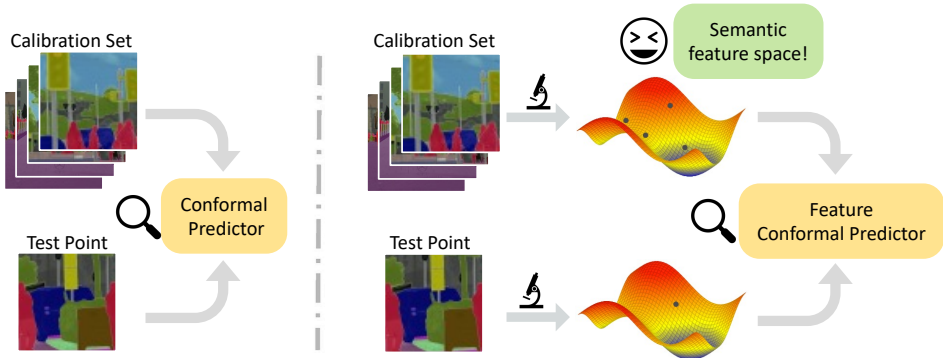 Calibration Set
Conformal
Predictor
Test Point
Calibration Set
Semantic
feature space!
Feature
Conformal Predictor
Test Point